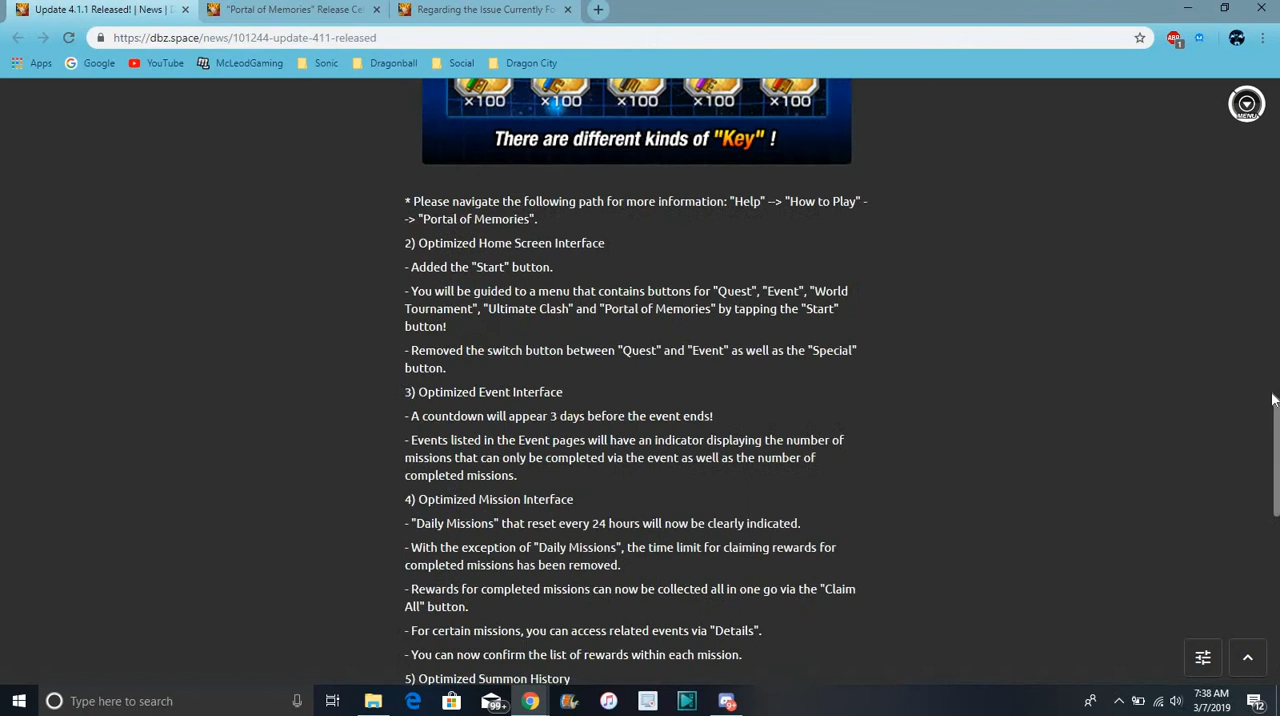 Update 4.1.1 Released! | News | D
"Portal of Memories" Release Cel
Regarding the Issue Currently Fo
https://dbz.space/news/101244-update-411-released
ABP
1
Apps
Google
YouTube
McLeodGaming
Sonic
Dragonball
Social
Dragon City
×100
×100
×100
×100
×100
There are different kinds of "Key" !
MENU
* Please navigate the following path for more information: "Help" --> "How to Play" -
-> "Portal of Memories".
2) Optimized Home Screen Interface
- Added the "Start" button.
- You will be guided to a menu that contains buttons for "Quest", "Event", "World
Tournament", "Ultimate Clash" and "Portal of Memories" by tapping the "Start"
button!
- Removed the switch button between "Quest" and "Event" as well as the "Special"
button.
3) Optimized Event Interface
- A countdown will appear 3 days before the event ends!
- Events listed in the Event pages will have an indicator displaying the number of
missions that can only be completed via the event as well as the number of
completed missions.
4) Optimized Mission Interface
- "Daily Missions" that reset every 24 hours will now be clearly indicated.
- With the exception of "Daily Missions", the time limit for claiming rewards for
completed missions has been removed.
- Rewards for completed missions can now be collected all in one go via the "Claim
All" button.
- For certain missions, you can access related events via "Details".
- You can now confirm the list of rewards within each mission.
5) Optimized Summon History
Type here to search
99+
9+
7:38 AM
3/7/2019
12